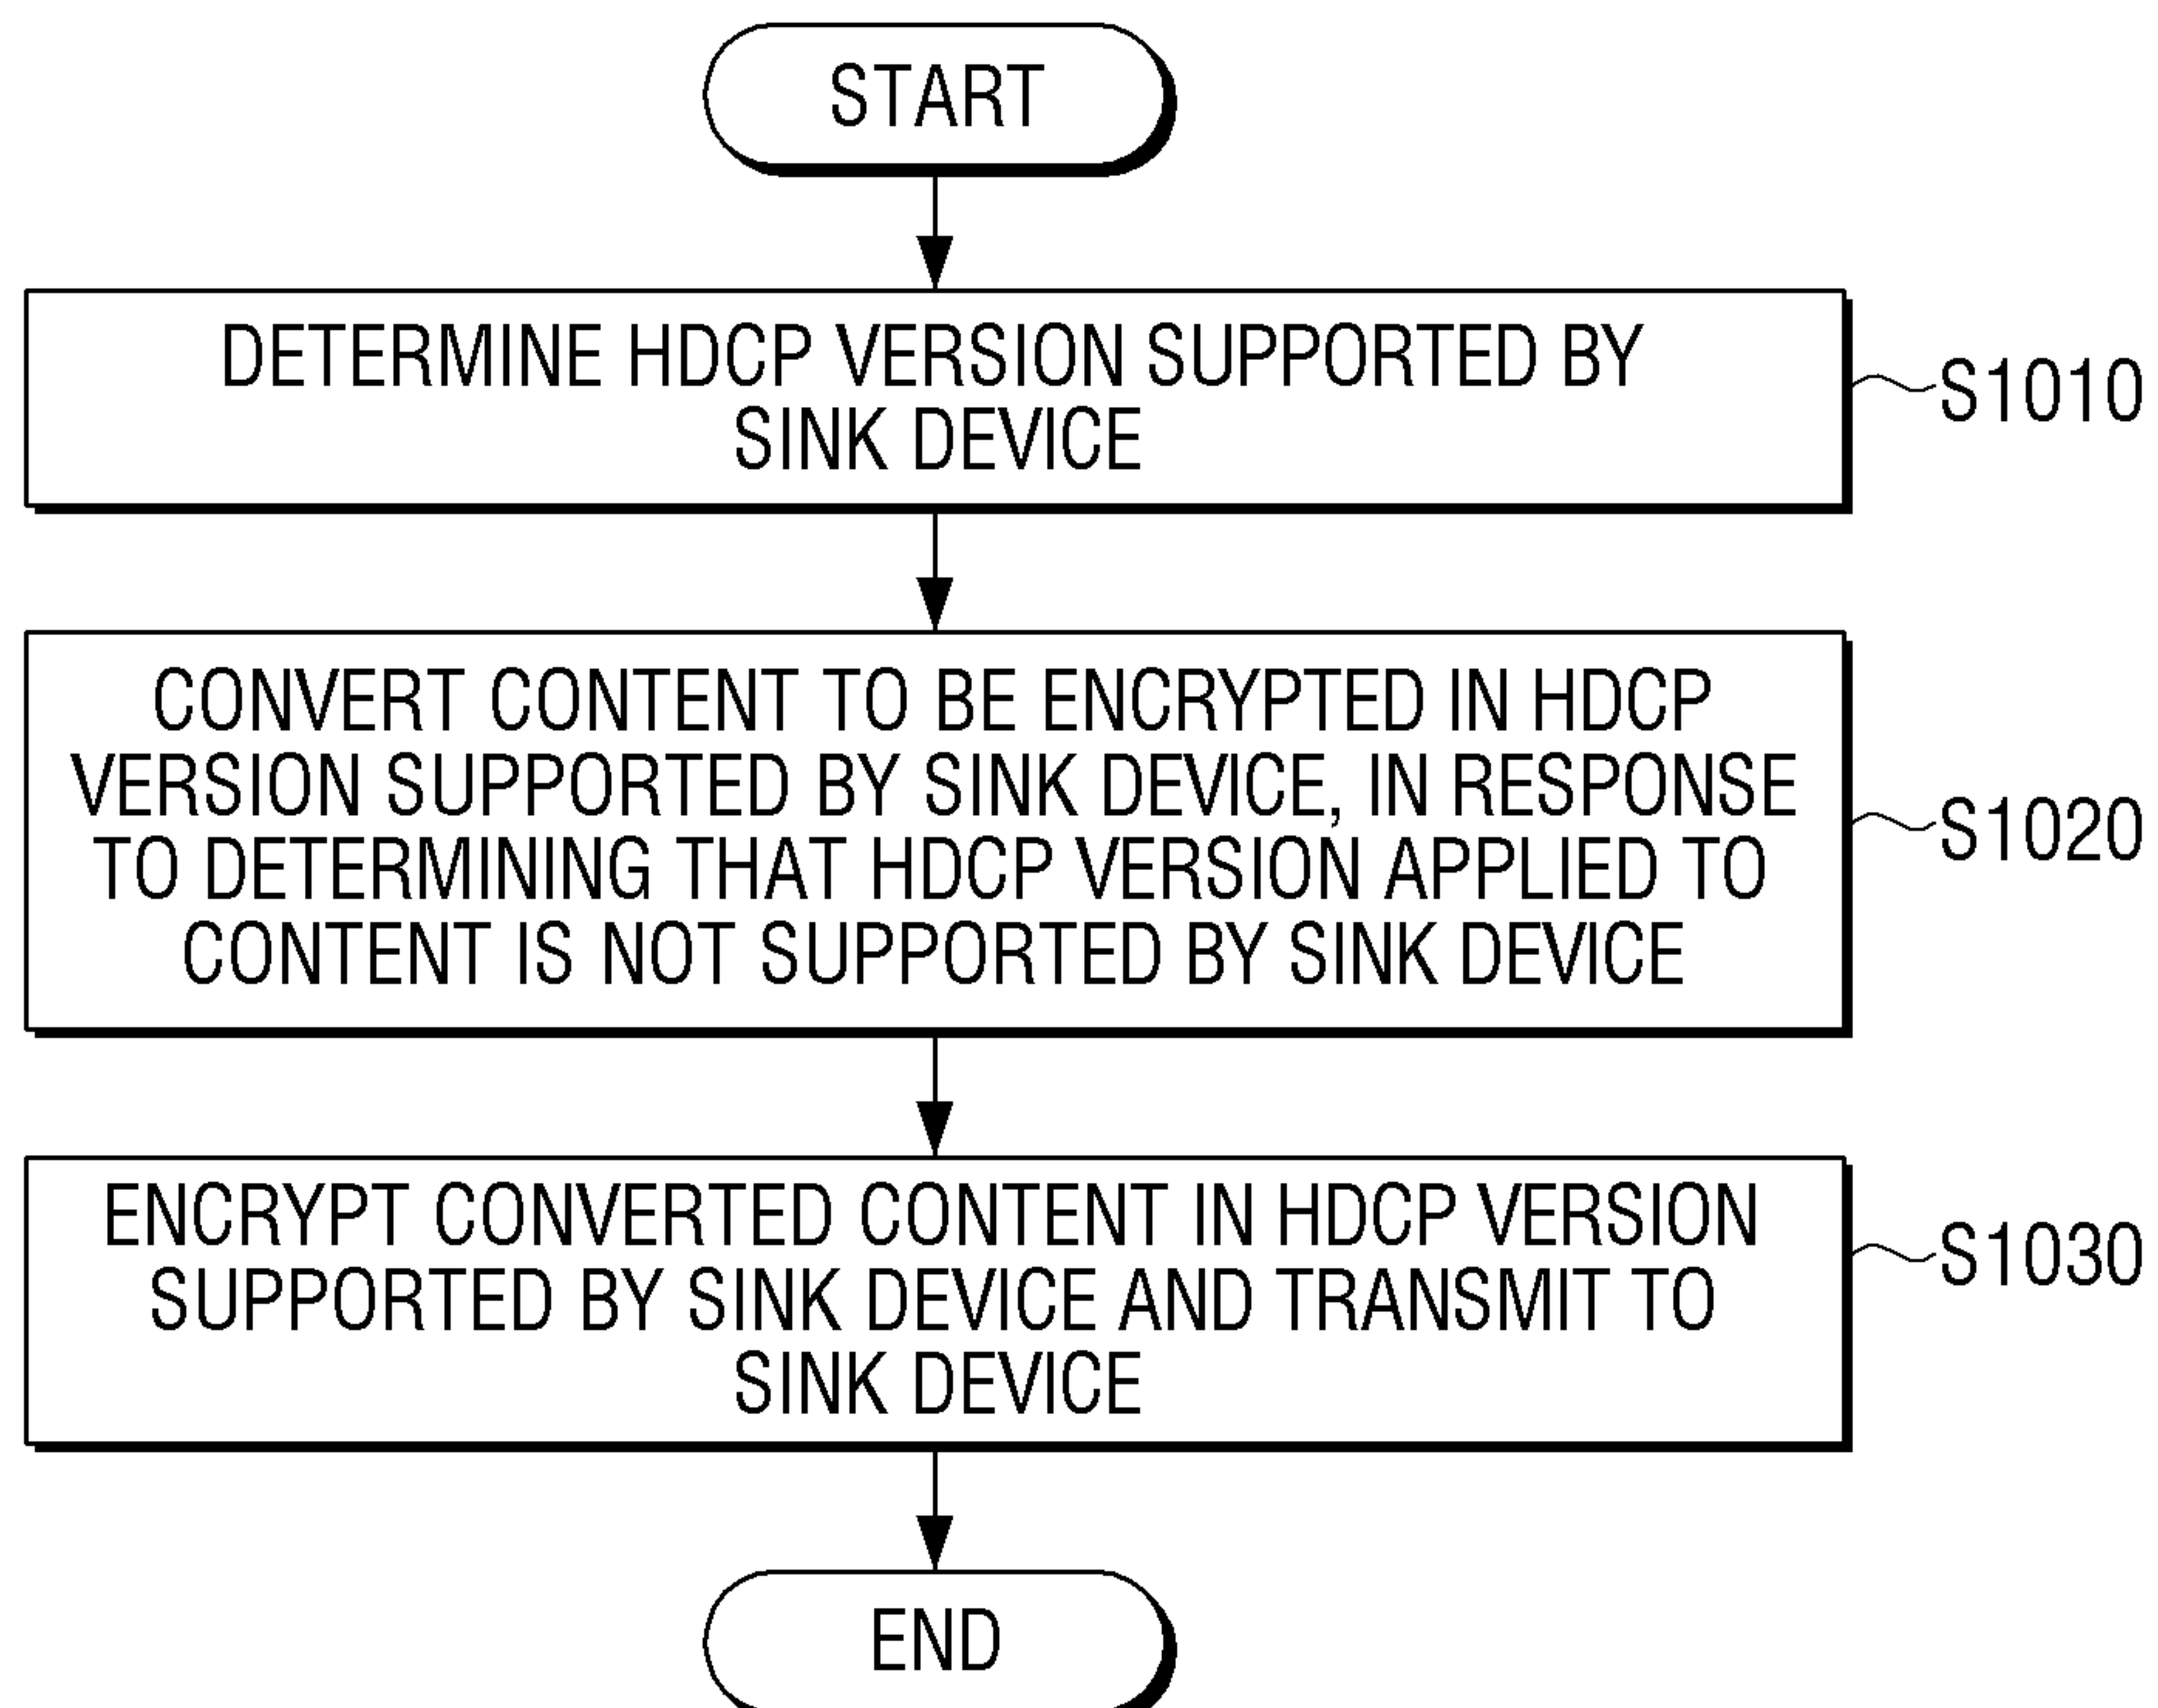 START
DETERMINE HDCP VERSION SUPPORTED BY
SINK DEVICE
S1010
CONVERT CONTENT TO BE ENCRYPTED IN HDCP
VERSION SUPPORTED BY SINK DEVICE, IN RESPONSE
TO DETERMINING THAT HDCP VERSION APPLIED TO
CONTENT IS NOT SUPPORTED BY SINK DEVICE
S1020
ENCRYPT CONVERTED CONTENT IN HDCP VERSION
SUPPORTED BY SINK DEVICE AND TRANSMIT TO
SINK DEVICE
S1030
END